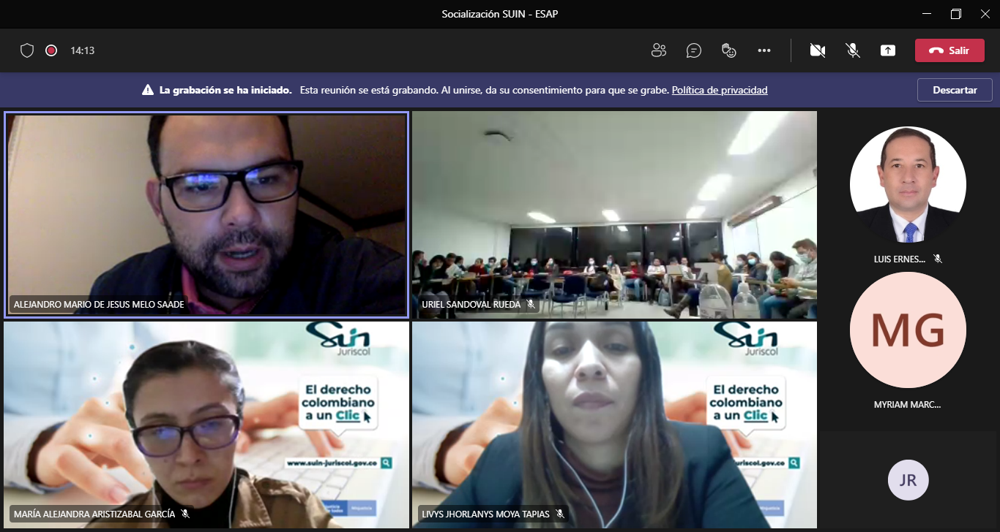 Socialización SUIN - ESAP
14:13
Salir
La grabación se ha iniciado. Esta reunión se está grabando. Al unirse, da su consentimiento para que se grabe. Política de privacidad
Descartar
ALEJANDRO MARIO DE JESUS MELO SAADE
URIEL SANDOVAL RUEDA
LUIS ERNES...
MG
MYRIAM MARC...
JR
Suin
Juriscol
El derecho
colombiano
a un Clic
www.suin-juriscol.gov.co
MARÍA ALEJANDRA ARISTIZABAL GARCÍA
Suin
Juriscol
El derecho
colombiano
a un Clic
juriscol.gov.co
LIVYS JHORLANYS MOYA TAPIAS